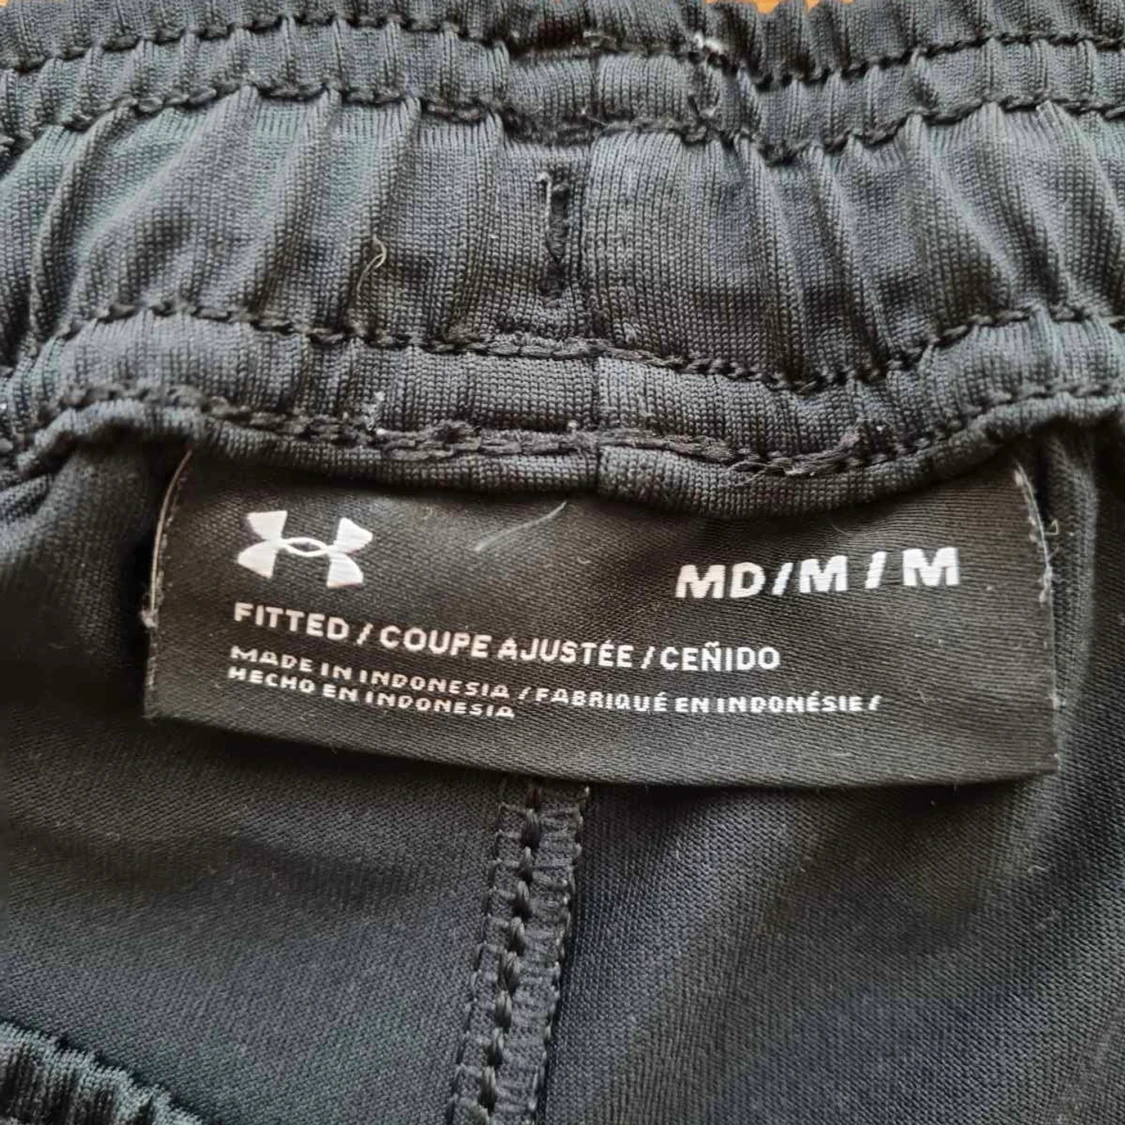 MD/M/M
FITTED / COUPE AJUSTÉE / CEÑIDO
MADE IN INDONESIA / FABRIQUÉ EN INDONÉSIE /
HECHO EN INDONESIA